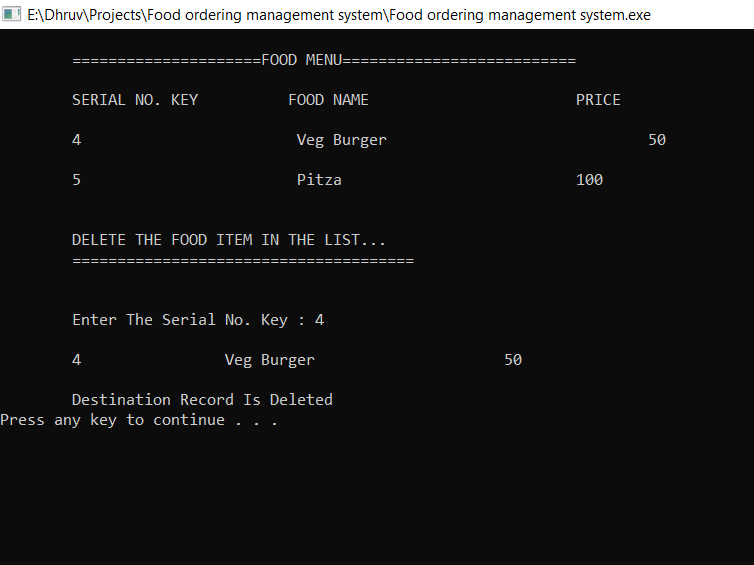 E:\Dhruv\Projects\Food ordering management system\Food ordering management system.exe
=====================FOOD MENU==========================
SERIAL NO. KEY          FOOD NAME                       PRICE
4                        Veg Burger                             50
5                        Pitza                          100
DELETE THE FOOD ITEM IN THE LIST...
======================================
Enter The Serial No. Key : 4
4                Veg Burger                     50
Destination Record Is Deleted
Press any key to continue . . .